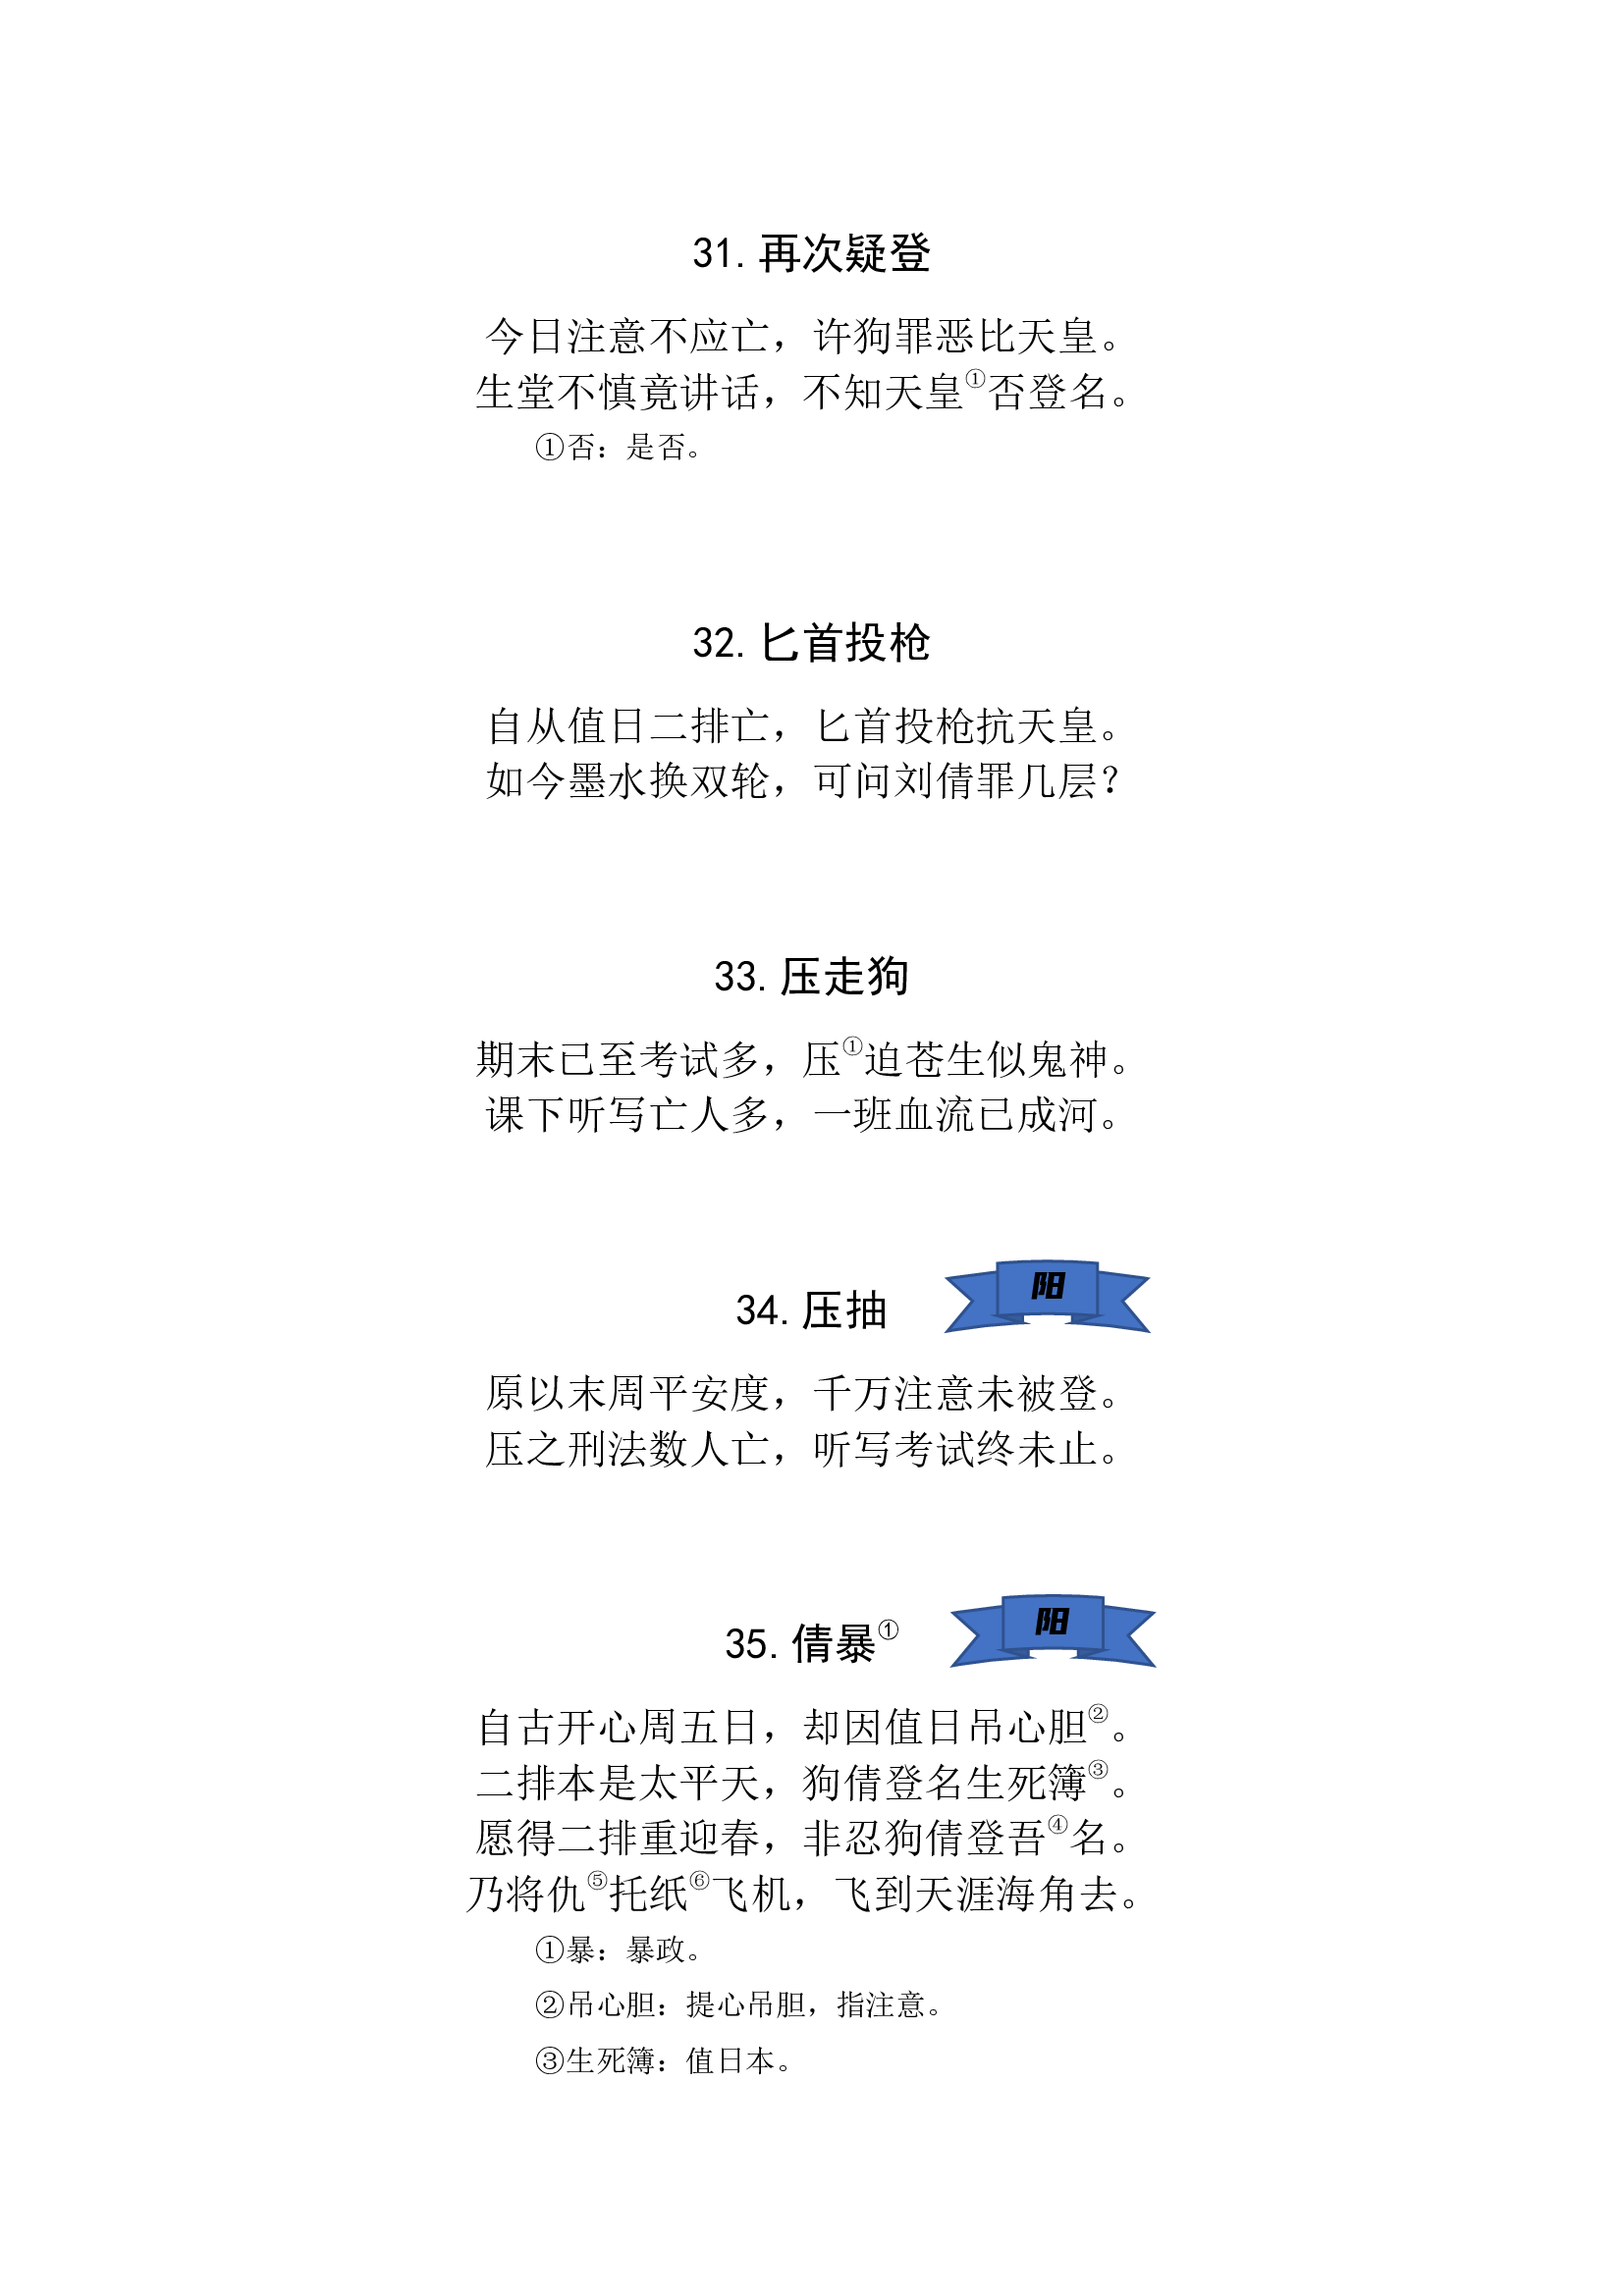 31.再次疑登
今日注意不应亡，许狗罪恶比天皇。
生堂不慎竟讲话，不知天皇①否登名。
①否：是否。
32.匕首投枪
自从值日二排亡，匕首投枪抗天皇。
如今墨水换双轮，可问刘倩罪几层？
33.压走狗
期末已至考试多，压①迫苍生似鬼神。
课下听写亡人多，一班血流已成河。
34.压抽
阳
原以末周平安度，千万注意未被登。
压之刑法数人亡，听写考试终未止。
35.倩暴①
阳
自古开心周五日，却因值日吊心胆②。
二排本是太平天，狗倩登名生死簿③。
愿得二排重迎春，非忍狗倩登吾④名。
乃将仇⑤托纸⑥飞机，飞到天涯海角去。
①暴：暴政。
②吊心胆：提心吊胆，指注意。
③生死簿：值日本。